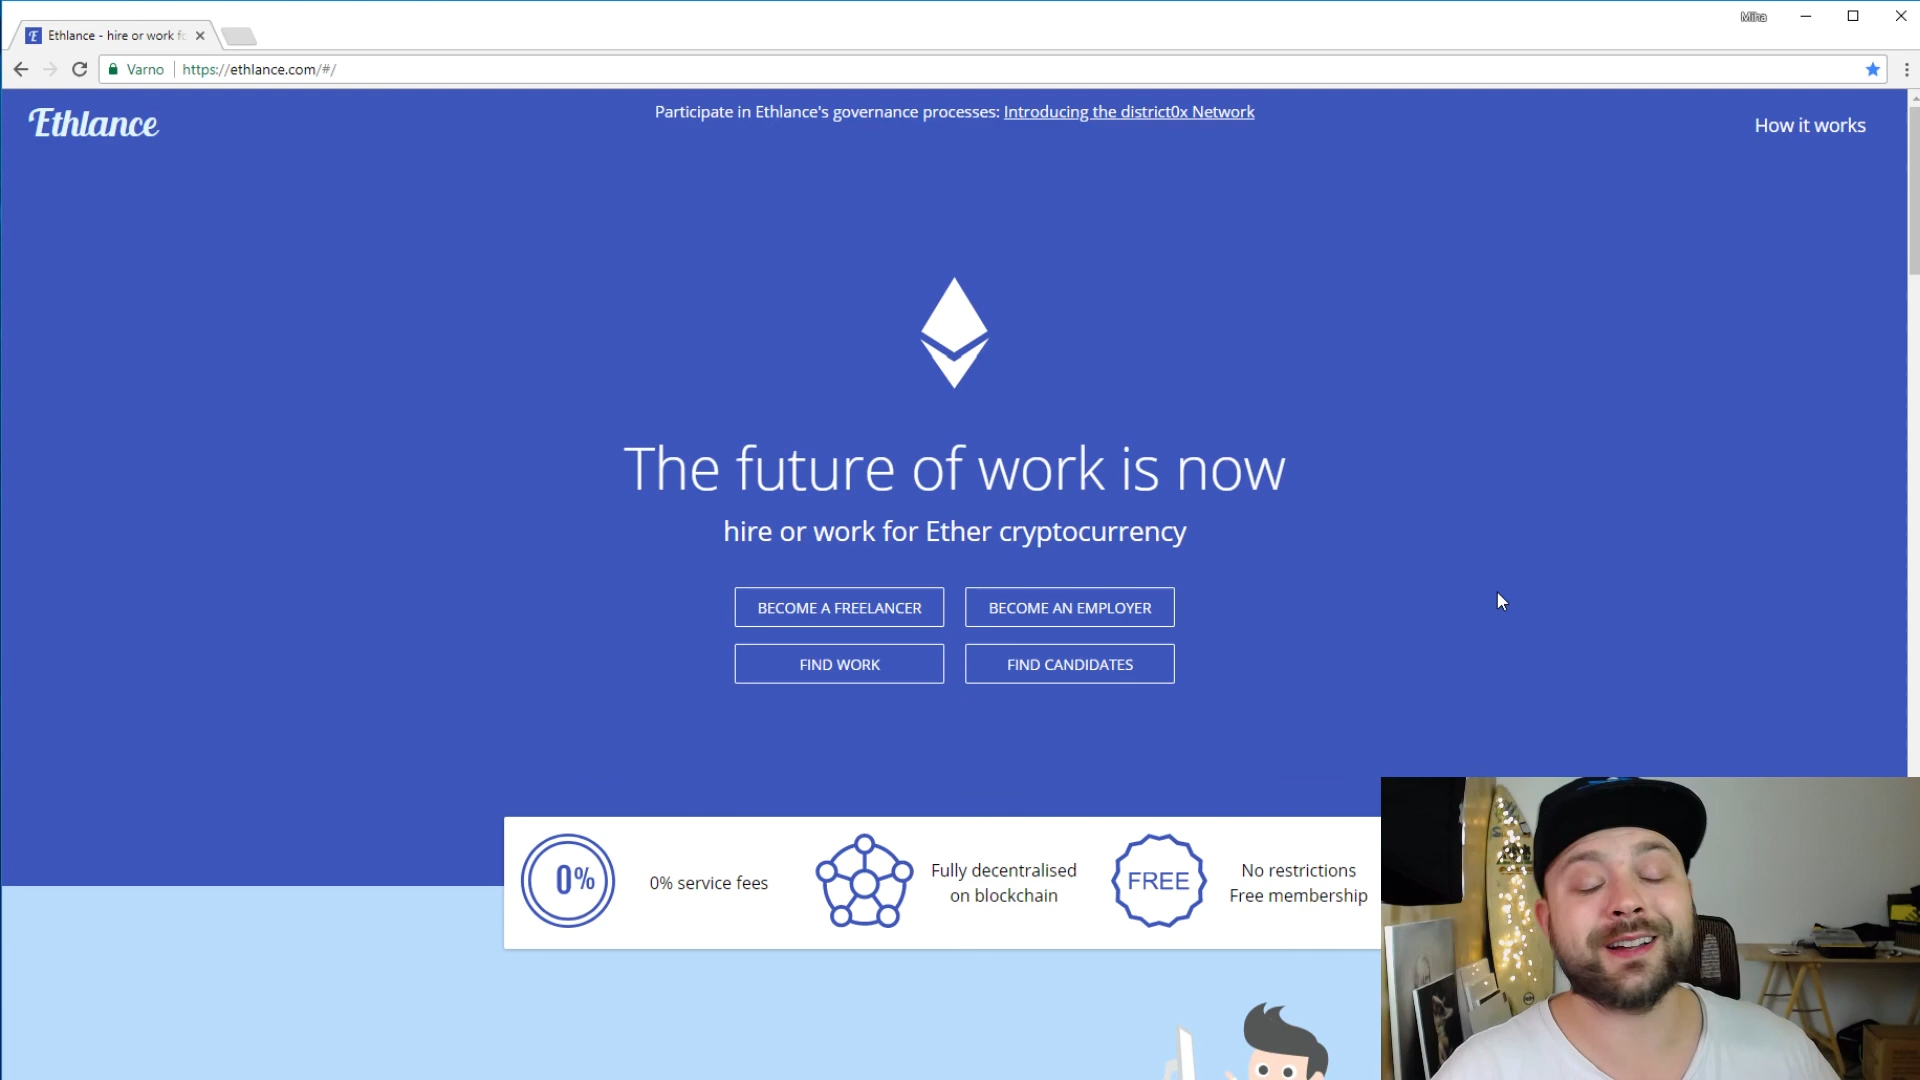 Miha
Ethlance - hire or work fo
Varno
https://ethlance.com/#/
Ethlance
Participate in Ethlance's governance processes: Introducing the district0x Network
How it works
The future of work is now
hire or work for Ether cryptocurrency
BECOME A FREELANCER
BECOME AN EMPLOYER
FIND WORK
FIND CANDIDATES
0%
0% service fees
Fully decentralised
on blockchain
FREE
No restrictions
Free membership